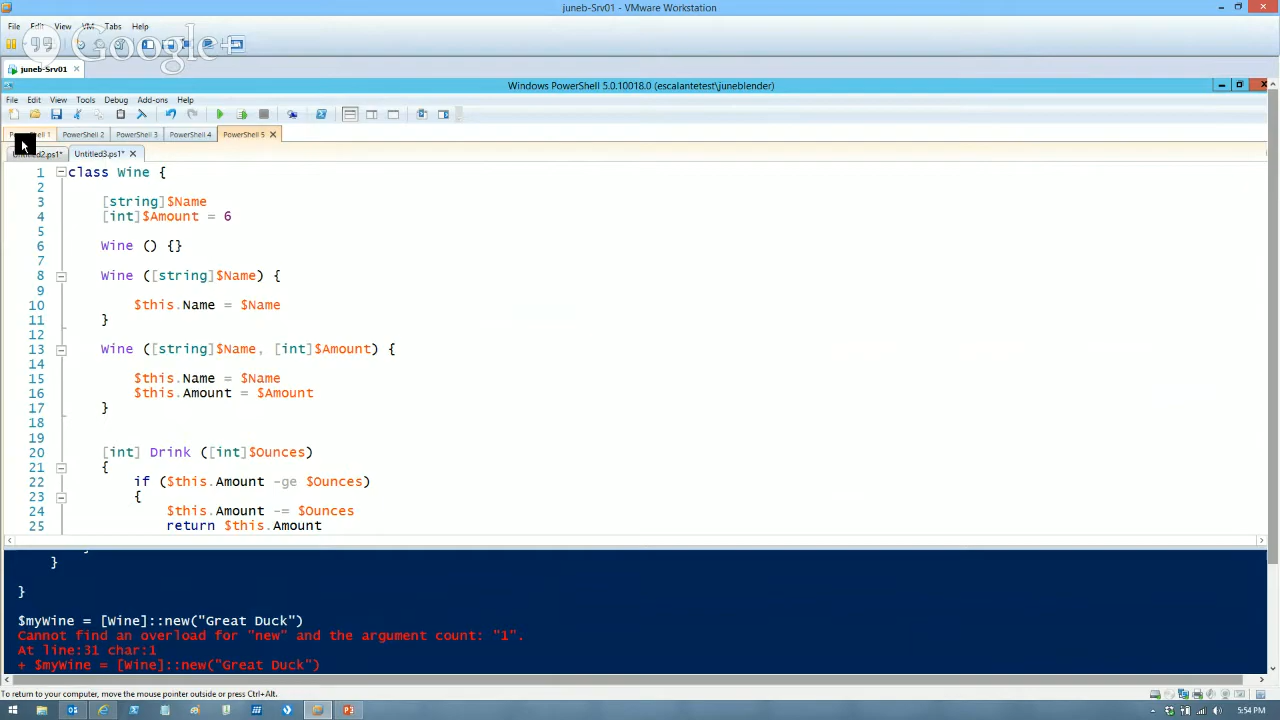 juneb-Srv01 - VMware Workstation
File Edit View VM Tabs Help
Google+
juneb-Srv01 ×
Windows PowerShell 5.0.10018.0 (escalantetest\juneblender)
File Edit View Tools Debug Add-ons Help
PowerShell 2 PowerShell 3 PowerShell 4 PowerShell 5
Untitled2.ps1* Untitled3.ps1*
1 class Wine {
2
3 [string]$Name
4 [int]$Amount = 6
5
6 Wine () {}
7
8 Wine ([string]$Name) {
9
10 $this.Name = $Name
11 }
12
13 Wine ([string]$Name, [int]$Amount) {
14
15 $this.Name = $Name
16 $this.Amount = $Amount
17 }
18
19
20 [int] Drink ([int]$Ounces)
21 {
22 if ($this.Amount -ge $Ounces)
23 {
24 $this.Amount -= $Ounces
25 return $this.Amount
}
}
$myWine = [Wine]::new("Great Duck")
Cannot find an overload for "new" and the argument count: "1".
At line:31 char:1
+ $myWine = [Wine]::new("Great Duck")
To return to your computer, move the mouse pointer outside or press Ctrl+Alt.
5:54 PM